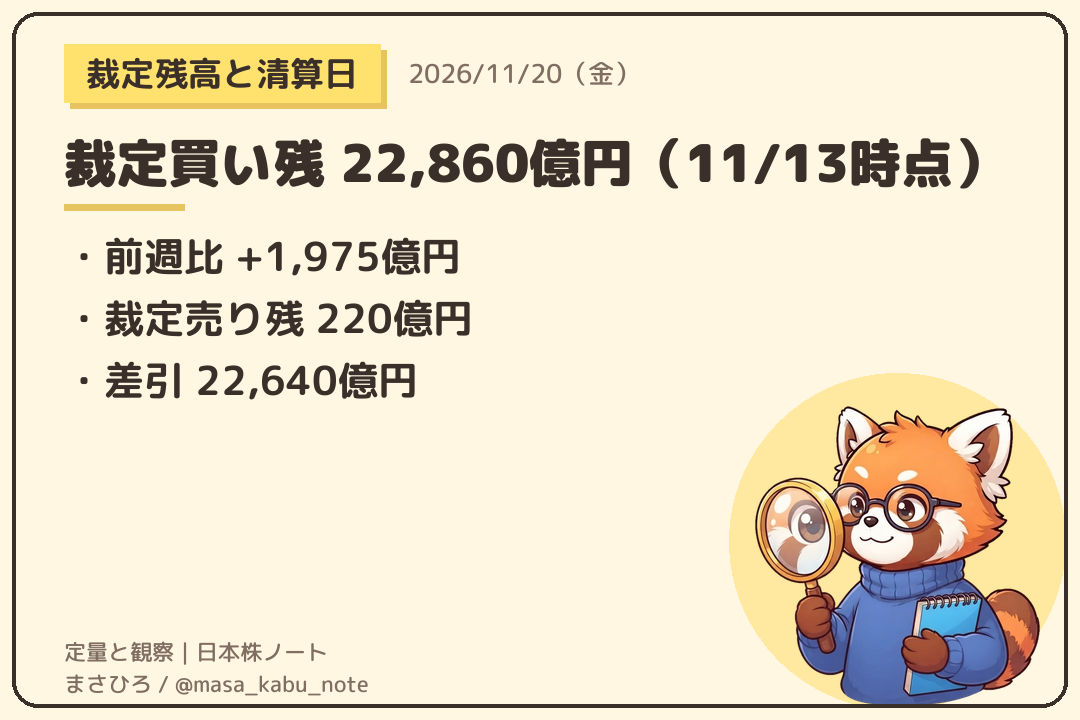 裁定残高と清算日
2026/11/20（金）
裁定買い残 22,860億円（11/13時点）
・前週比 +1,975億円
・裁定売り残 220億円
・差引 22,640億円
定量と観察 | 日本株ノート
まさひろ / @masa_kabu_note